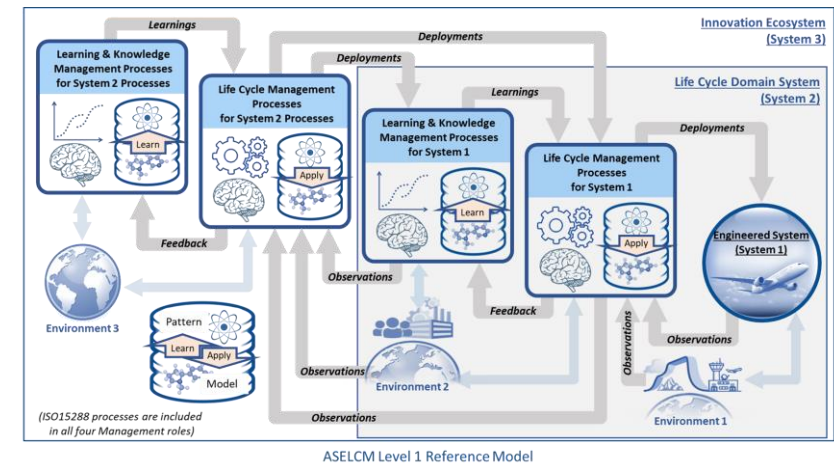 Innovation Ecosystem
(System 3)
Learnings
Deployments
Learning & Knowledge
Management Processes
for System 2 Processes
Learn
Life Cycle Management
Processes
for System 2 Processes
Apply
Deployments
Life Cycle Domain System
(System 2)
Learnings
Learning & Knowledge
Management Processes
for System 1
Learn
Life Cycle Management
Processes
for System 1
Apply
Deployments
Engineered System
(System 1)
Feedback
Observations
Feedback
Observations
Observations
Environment 3
Pattern
Learn
Apply
Model
Observations
Environment 2
Environment 1
Observations
(ISO15288 processes are included
in all four Management roles)
ASELCM Level 1 Reference Model